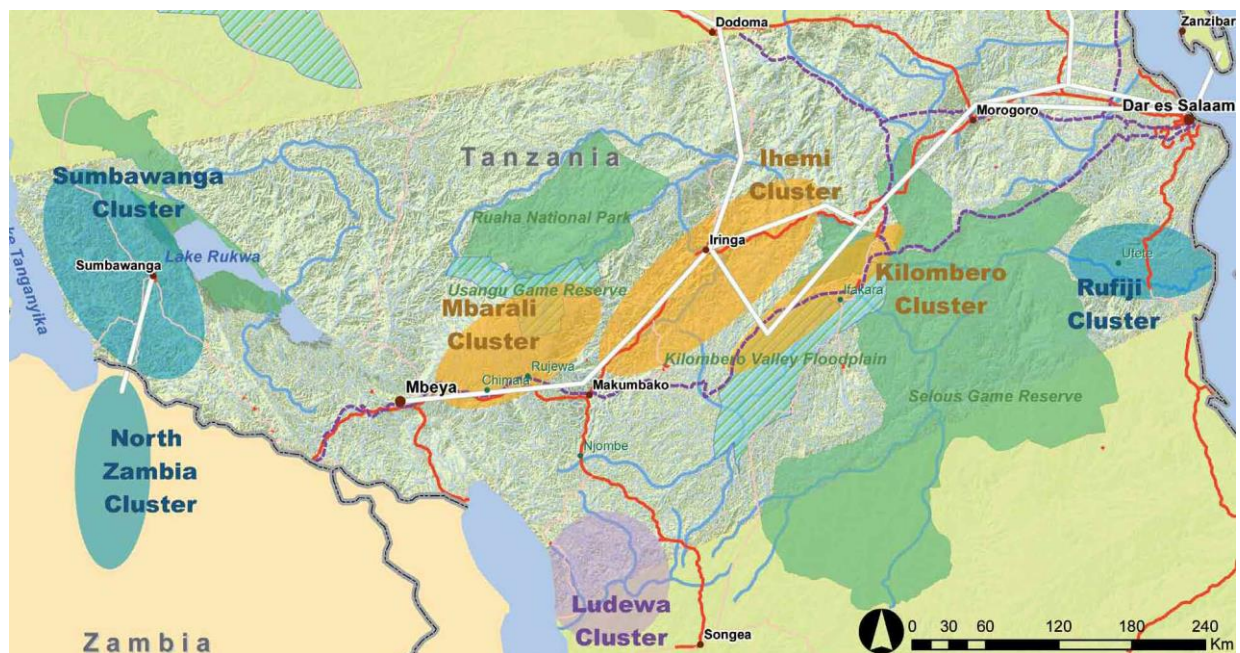 Dodoma
Zanzibar
Dar es Salaam
Morogoro
Tanzania
Ihemi
Cluster
Sumbawanga
Cluster
Ruaha National Park
Iringa
Lake Rukwa
Sumbawanga
Utete
Usangu Game Reserve
Kilombero
Cluster
Ifakara
Rufiji
Cluster
Mbarali
Cluster
Tanganyika
Kilombero Valley Floodplain
Rujewa
Chimala
Mbeya
Makumbako
Selous Game Reserve
North
Zambia
Cluster
Njombe
Ludewa
Cluster
Songea
Zambia
0 30 60 120 180 240
Km